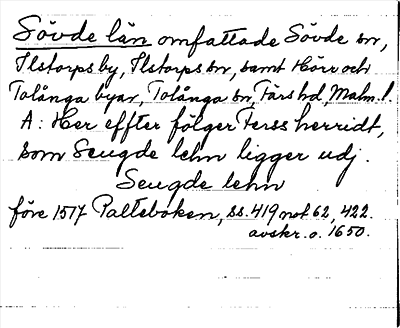 Sövde län omfattade Sövde sn,
Ilstorps by, Ilstorps sn, samt Hörr och
Tolånga byar, Tolånga sn, Färs hd, Malm. l.
A: Her effter fölger Ferss herridt,
som Seugde lehn ligger udj.
Seugde lehn
före 1517 Palteboken, ss. 419 not 62, 422.
avskr. o. 1650.